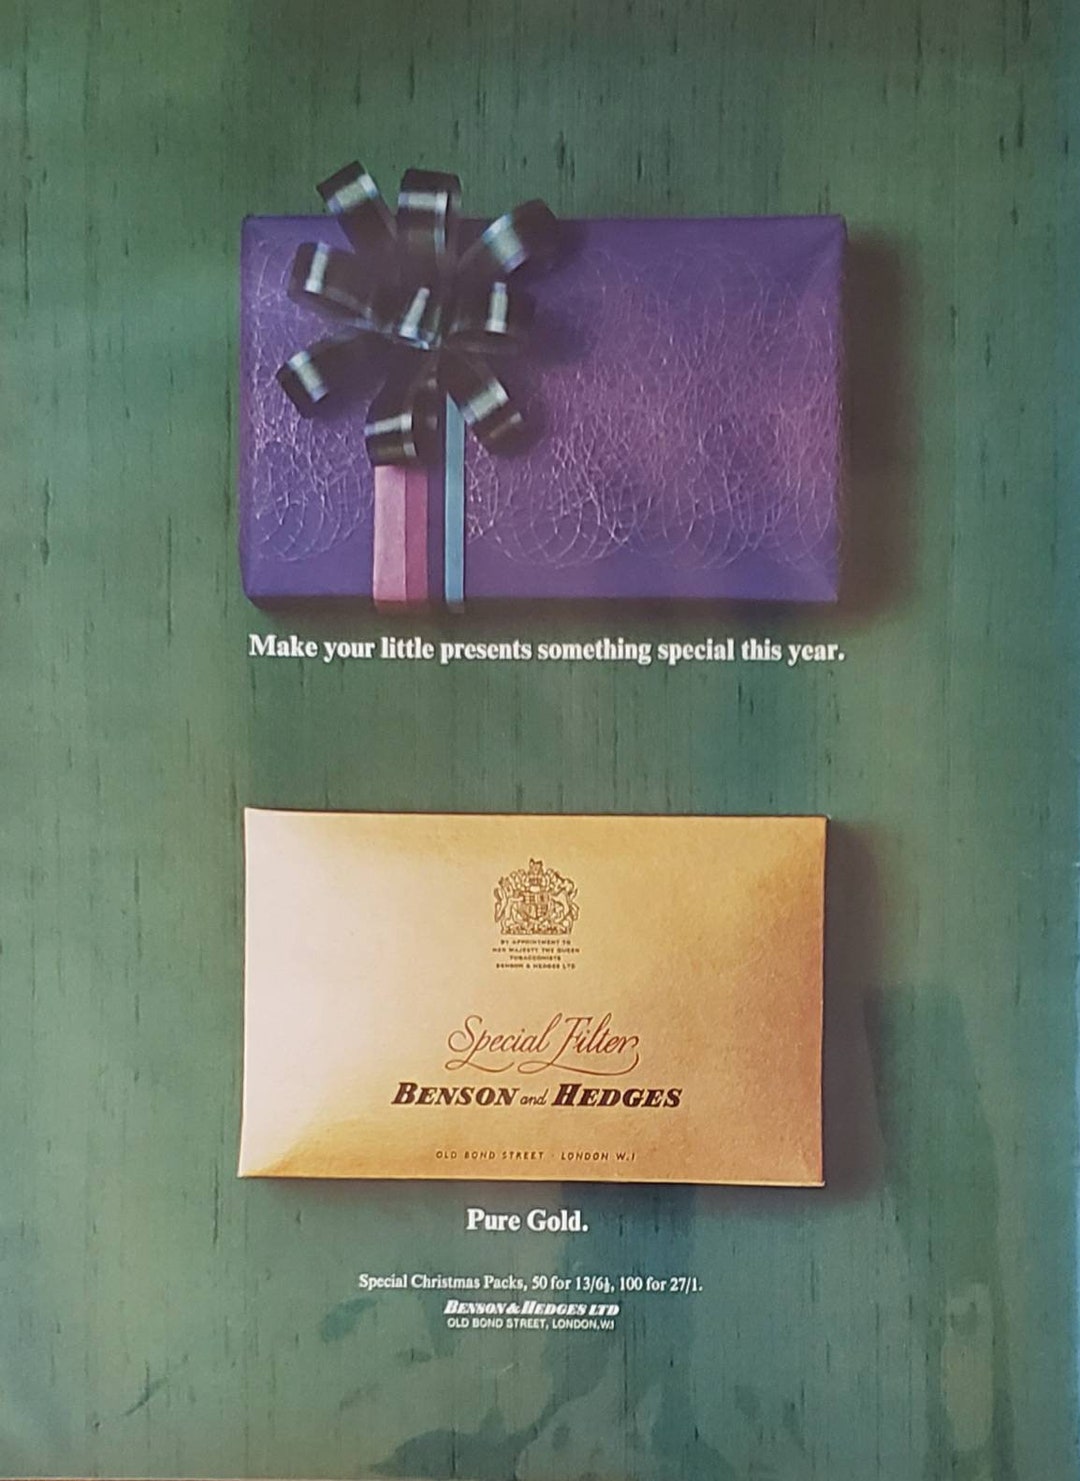 Make your little presents something special this year.
BY APPOINTMENT TO
HER MAJESTY THE QUEEN
TOBACCONISTS
BENSON & HEDGES LTD
Special Filter
BENSON and HEDGES
OLD BOND STREET · LONDON W.1
Pure Gold.
Special Christmas Packs, 50 for 13/6½, 100 for 27/1.
BENSON & HEDGES LTD
OLD BOND STREET, LONDON, W1